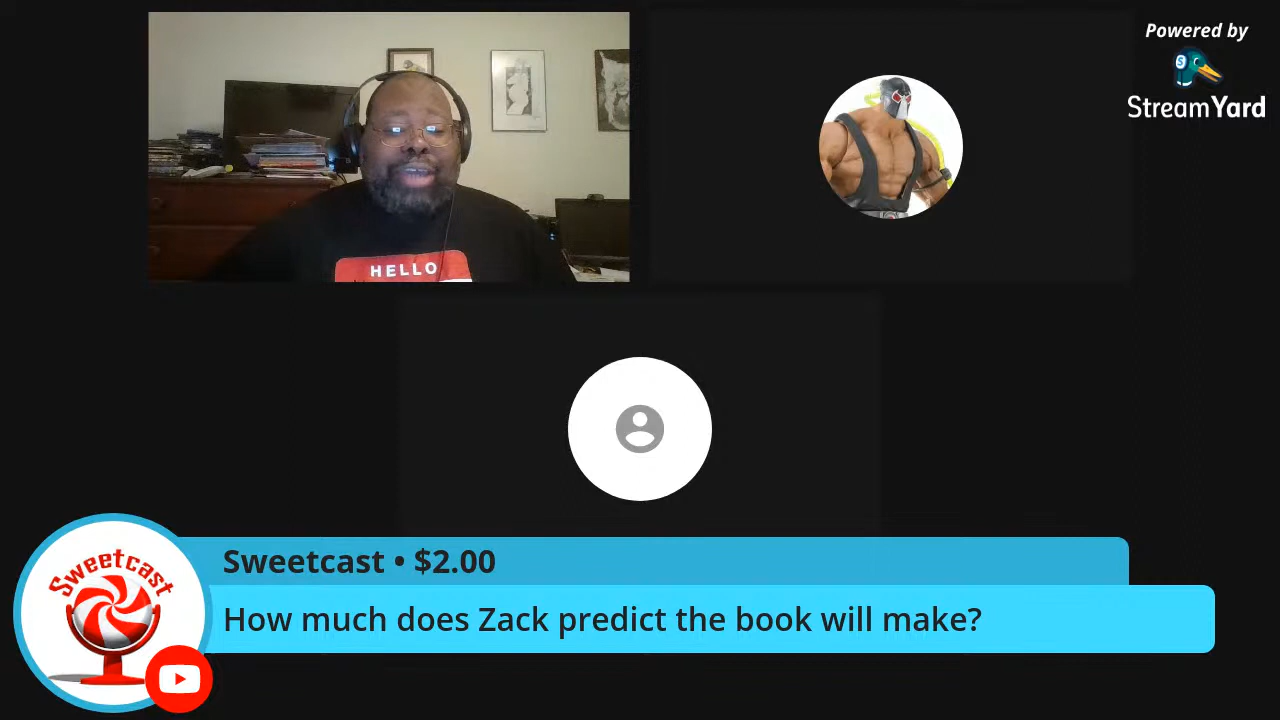 Powered by
StreamYard
HELLO
Sweetcast • $2.00
How much does Zack predict the book will make?
Sweetcast